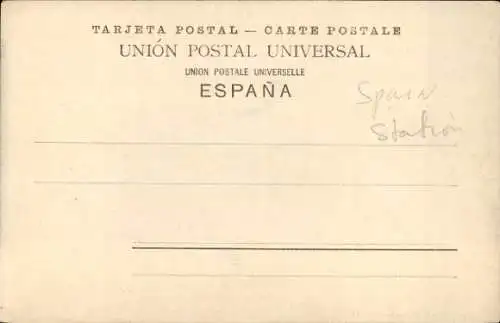 TARJETA POSTAL — CARTE POSTALE
UNIÓN POSTAL UNIVERSAL
UNION POSTALE UNIVERSELLE
ESPAÑA
Spain
Station